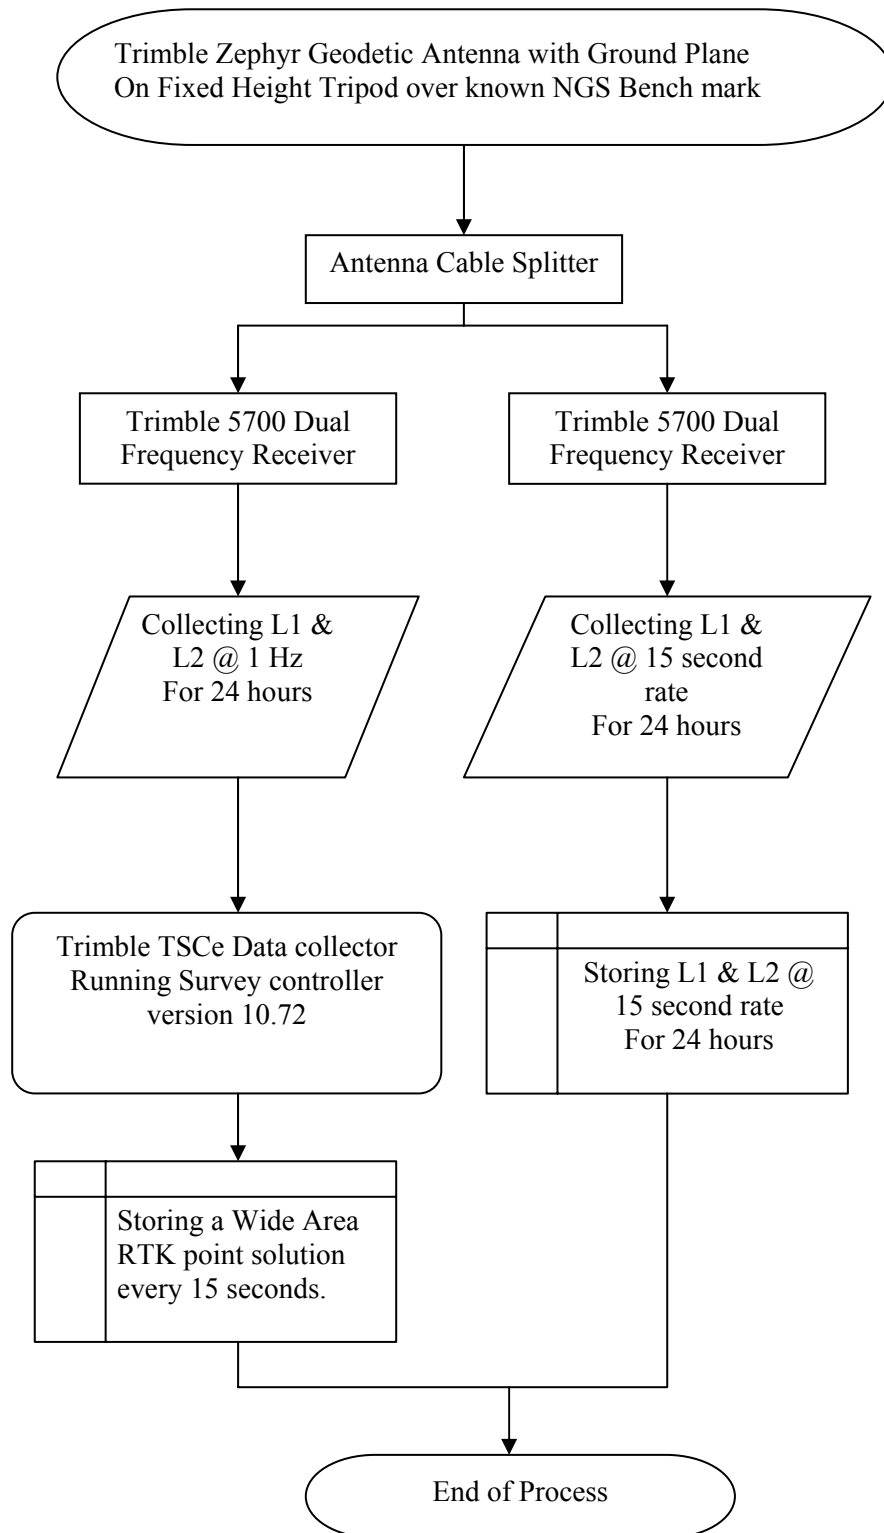 Trimble Zephyr Geodetic Antenna with Ground Plane
On Fixed Height Tripod over known NGS Bench mark
Antenna Cable Splitter
Trimble 5700 Dual
Frequency Receiver
Trimble 5700 Dual
Frequency Receiver
Collecting L1 &
L2 @ 1 Hz
For 24 hours
Collecting L1 &
L2 @ 15 second
rate
For 24 hours
Trimble TSCe Data collector
Running Survey controller
version 10.72
Storing L1 & L2 @
15 second rate
For 24 hours
Storing a Wide Area
RTK point solution
every 15 seconds.
End of Process